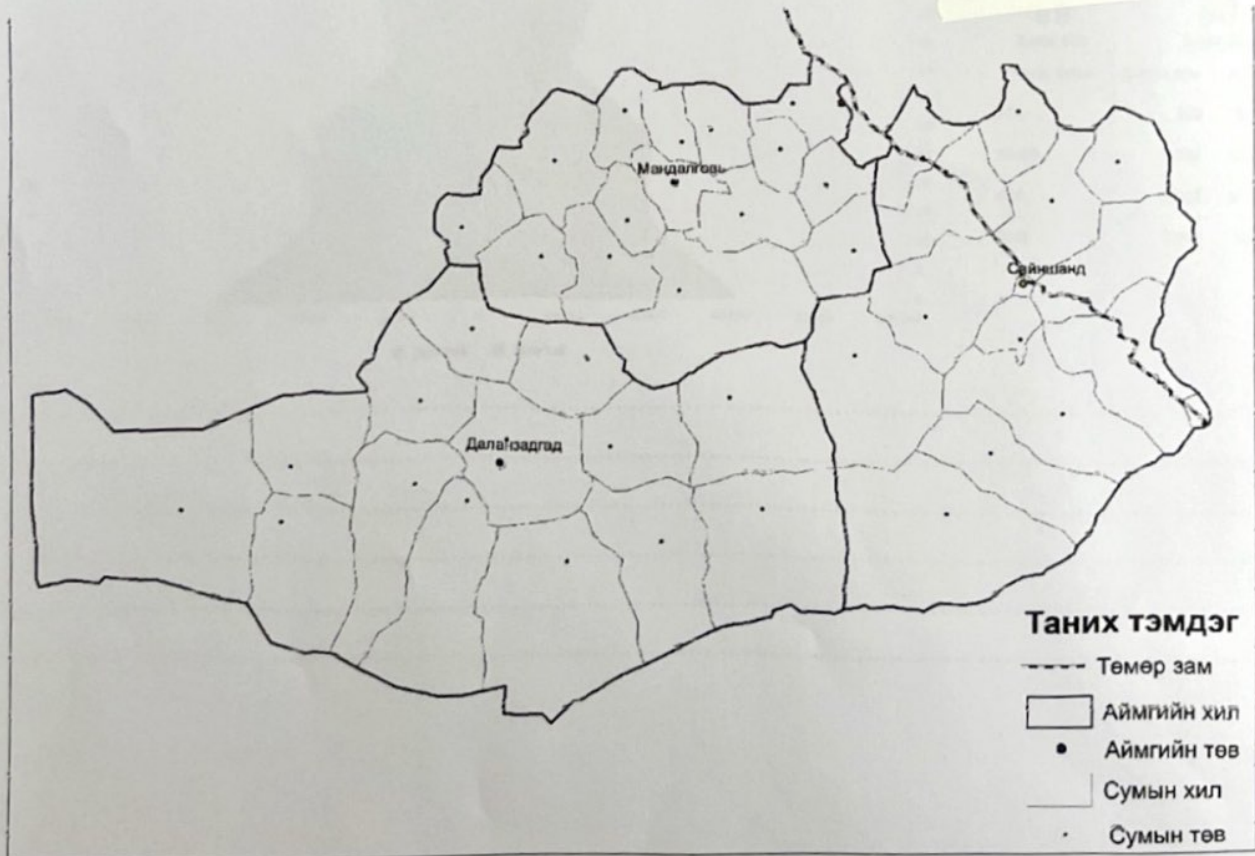 Мандалговь
Сайншанд
Даланзадгад
Таних тэмдэг
Төмөр зам
Аймгийн хил
Аймгийн төв
Сумын хил
Сумын төв